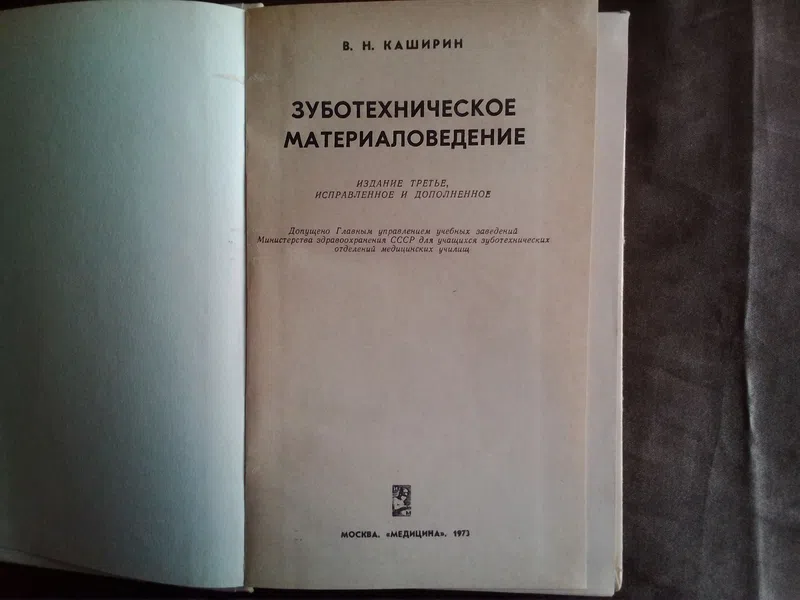 В. Н. КАШИРИН
ЗУБОТЕХНИЧЕСКОЕ
МАТЕРИАЛОВЕДЕНИЕ
ИЗДАНИЕ ТРЕТЬЕ,
ИСПРАВЛЕННОЕ И ДОПОЛНЕННОЕ
Допущено Главным управлением учебных заведений
Министерства здравоохранения СССР для учащихся зуботехнических
отделений медицинских училищ
МОСКВА. «МЕДИЦИНА». 1973